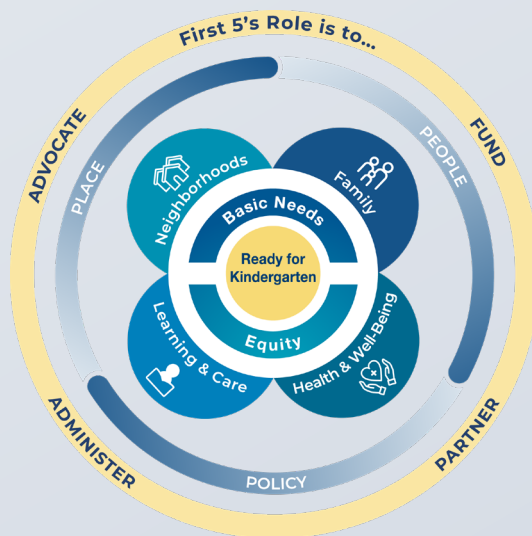 First 5's Role is to...
ADVOCATE
FUND
PARTNER
ADMINISTER
PLACE
PEOPLE
POLICY
Neighborhoods
Family
Learning & Care
Health & Well-Being
Basic Needs
Ready for
Kindergarten
Equity